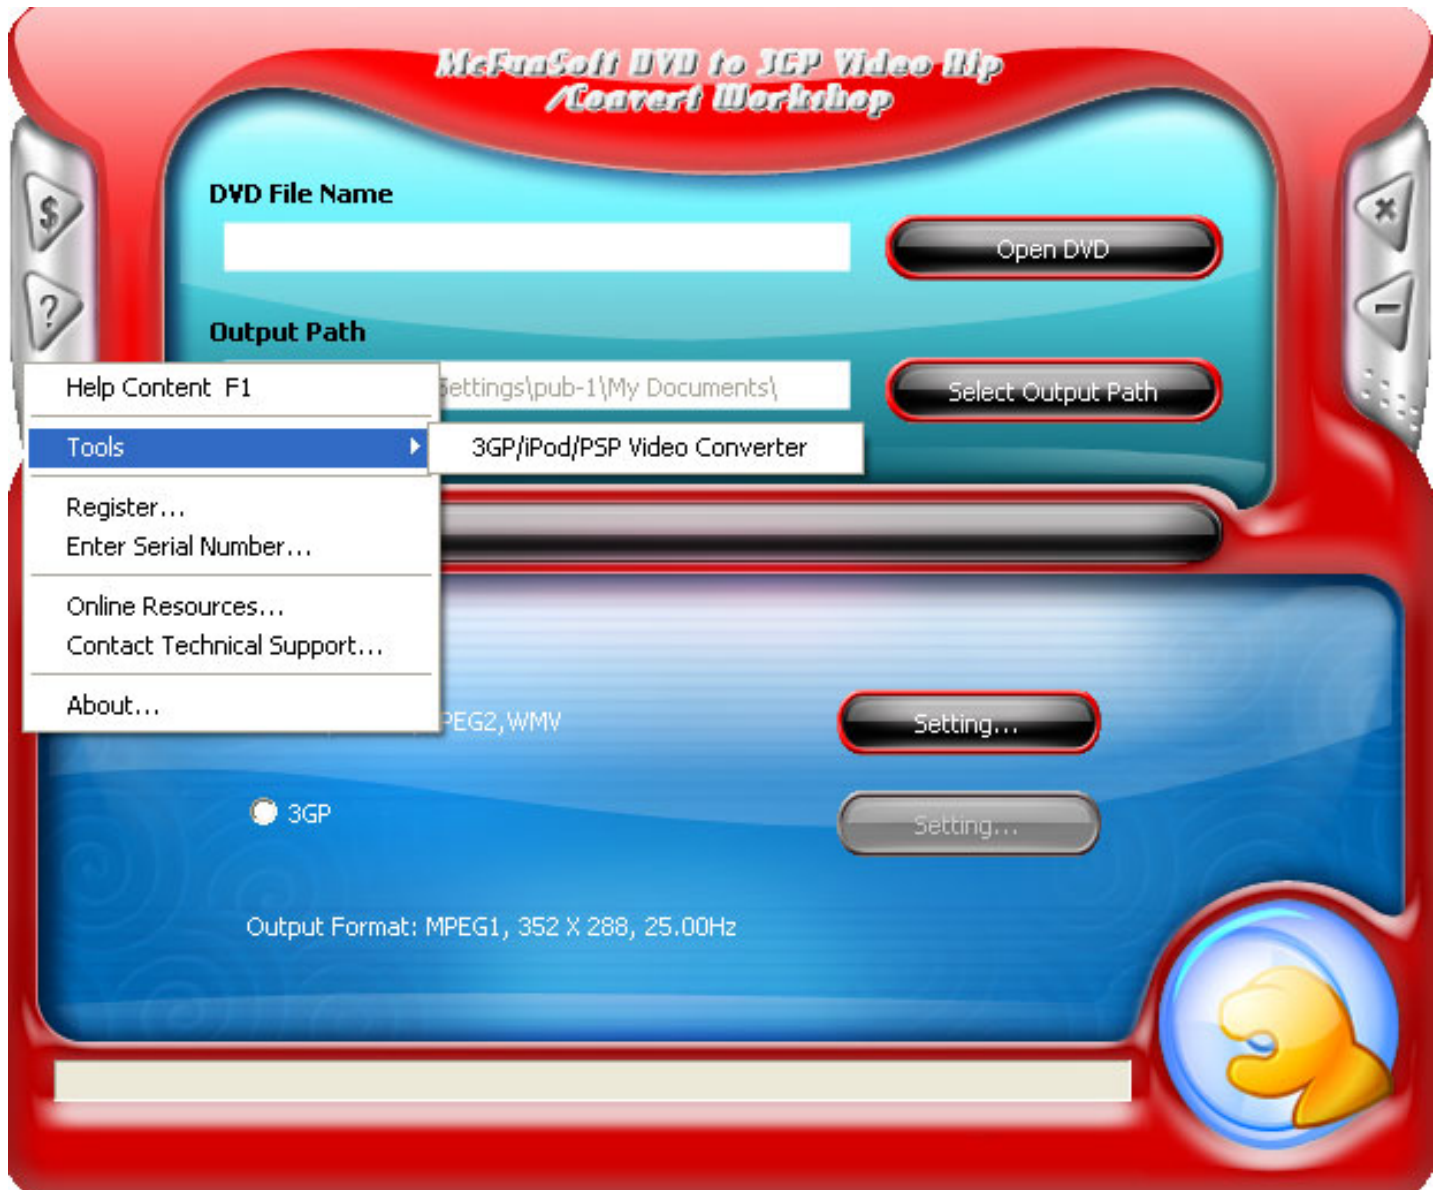 McFunSoft DVD to 3GP Video Rip
/Convert Workshop
DVD File Name
$
Open DVD
?
Output Path
Settings\pub-1\My Documents\
Select Output Path
Help Content F1
Tools
3GP/iPod/PSP Video Converter
Register...
Enter Serial Number...
Online Resources...
Contact Technical Support...
About...
PEG2,WMV
Setting...
3GP
Setting...
Output Format: MPEG1, 352 X 288, 25.00Hz